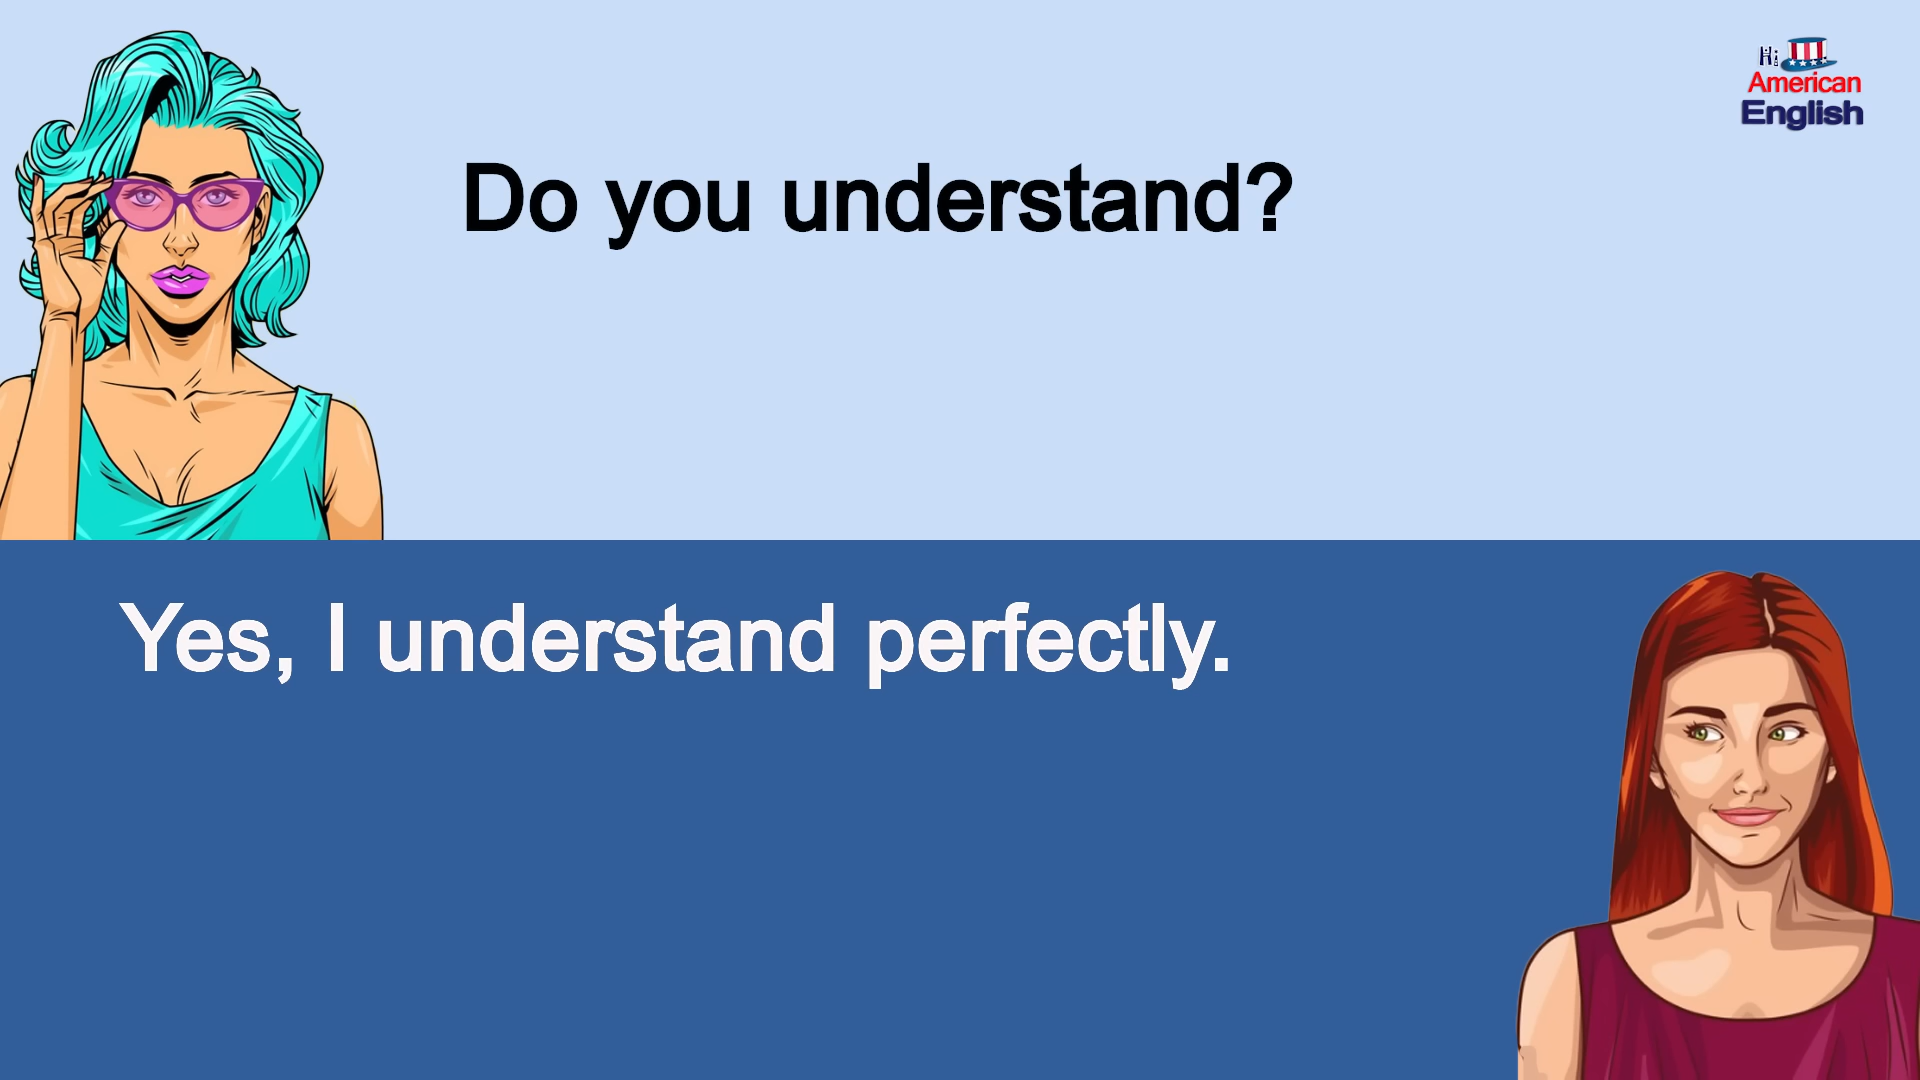 Hi
American
English
Do you understand?
Yes, I understand perfectly.